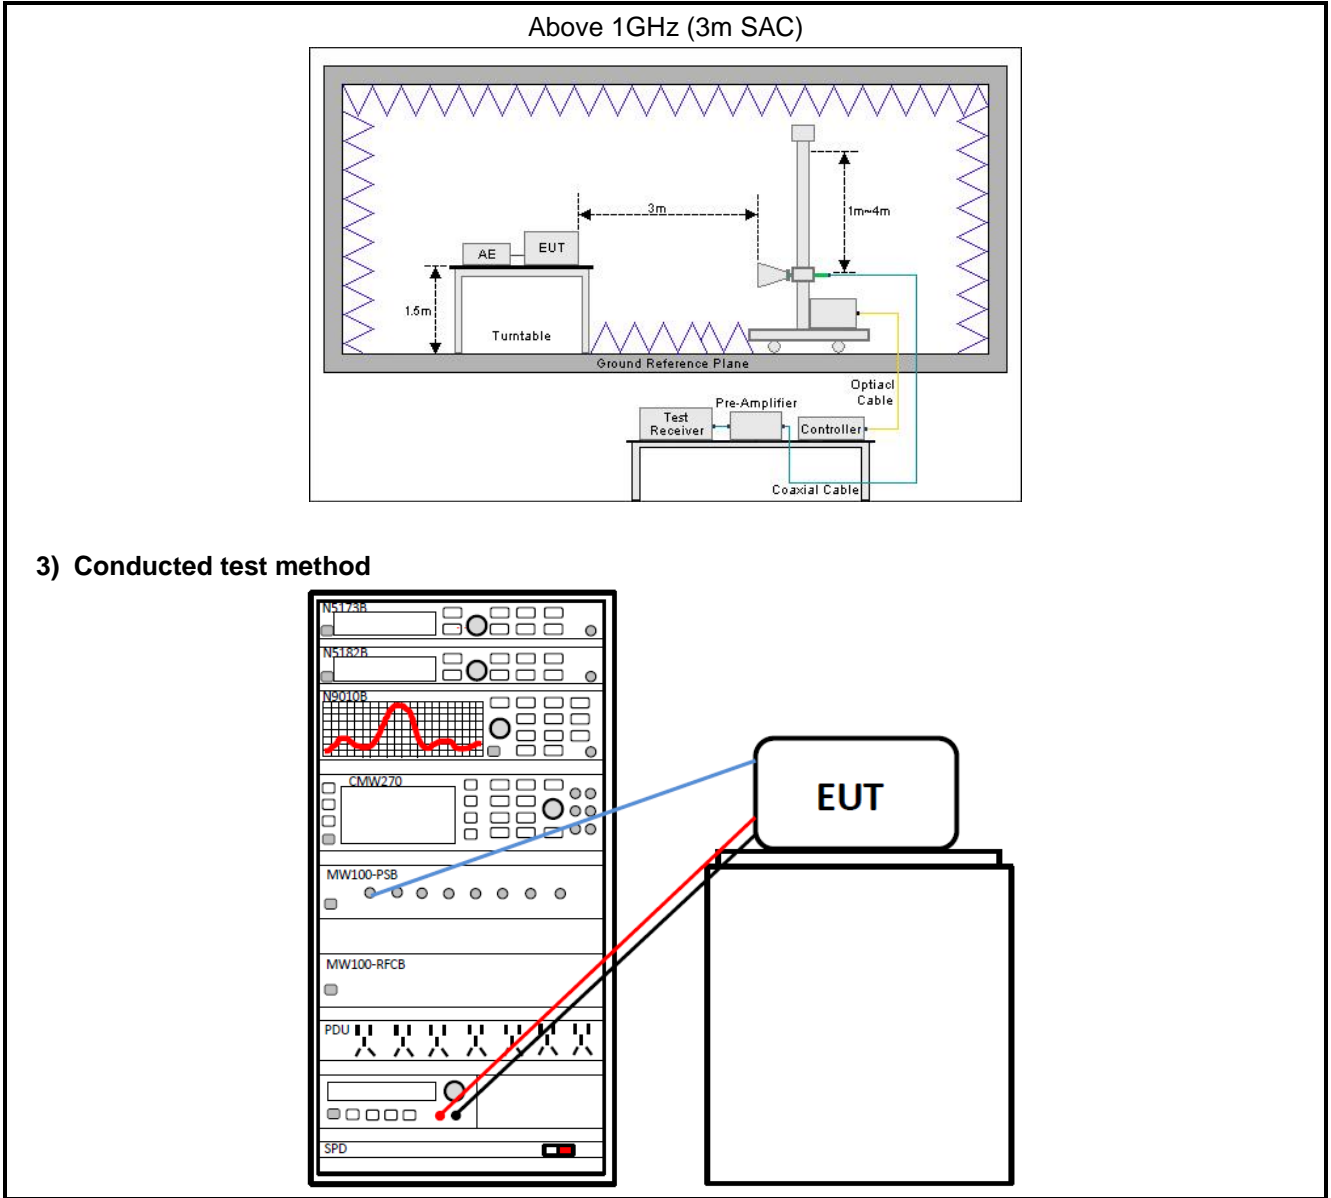 Above 1GHz (3m SAC)
3m
1m~4m
AE
EUT
1.5m
Turntable
Ground Reference Plane
Optiacl
Cable
Pre-Amplifier
Test
Receiver
Controller
Coaxial Cable
3) Conducted test method
N5173B
N5182B
N9010B
CMW270
EUT
MW100-PSB
MW100-RFCB
PDU
SPD